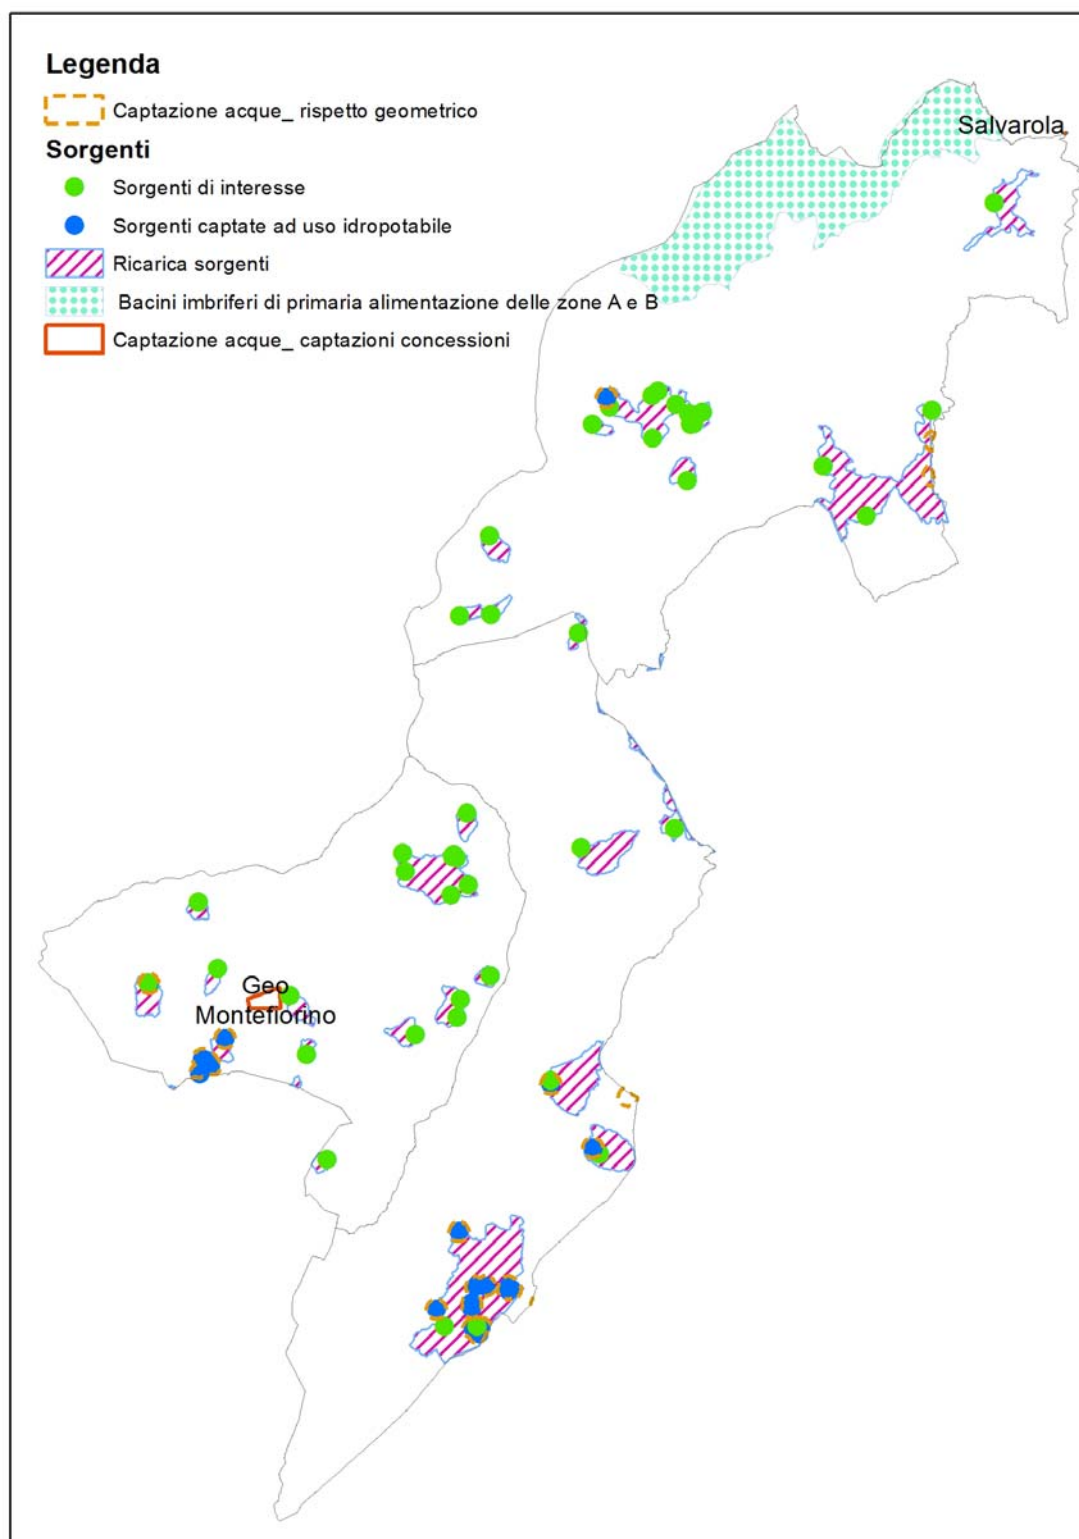 Legenda
Captazione acque_ rispetto geometrico
Sorgenti
Sorgenti di interesse
Sorgenti captate ad uso idropotabile
Ricarica sorgenti
Bacini imbriferi di primaria alimentazione delle zone A e B
Captazione acque_ captazioni concessioni
Salvarola
Geo
Montefiorino